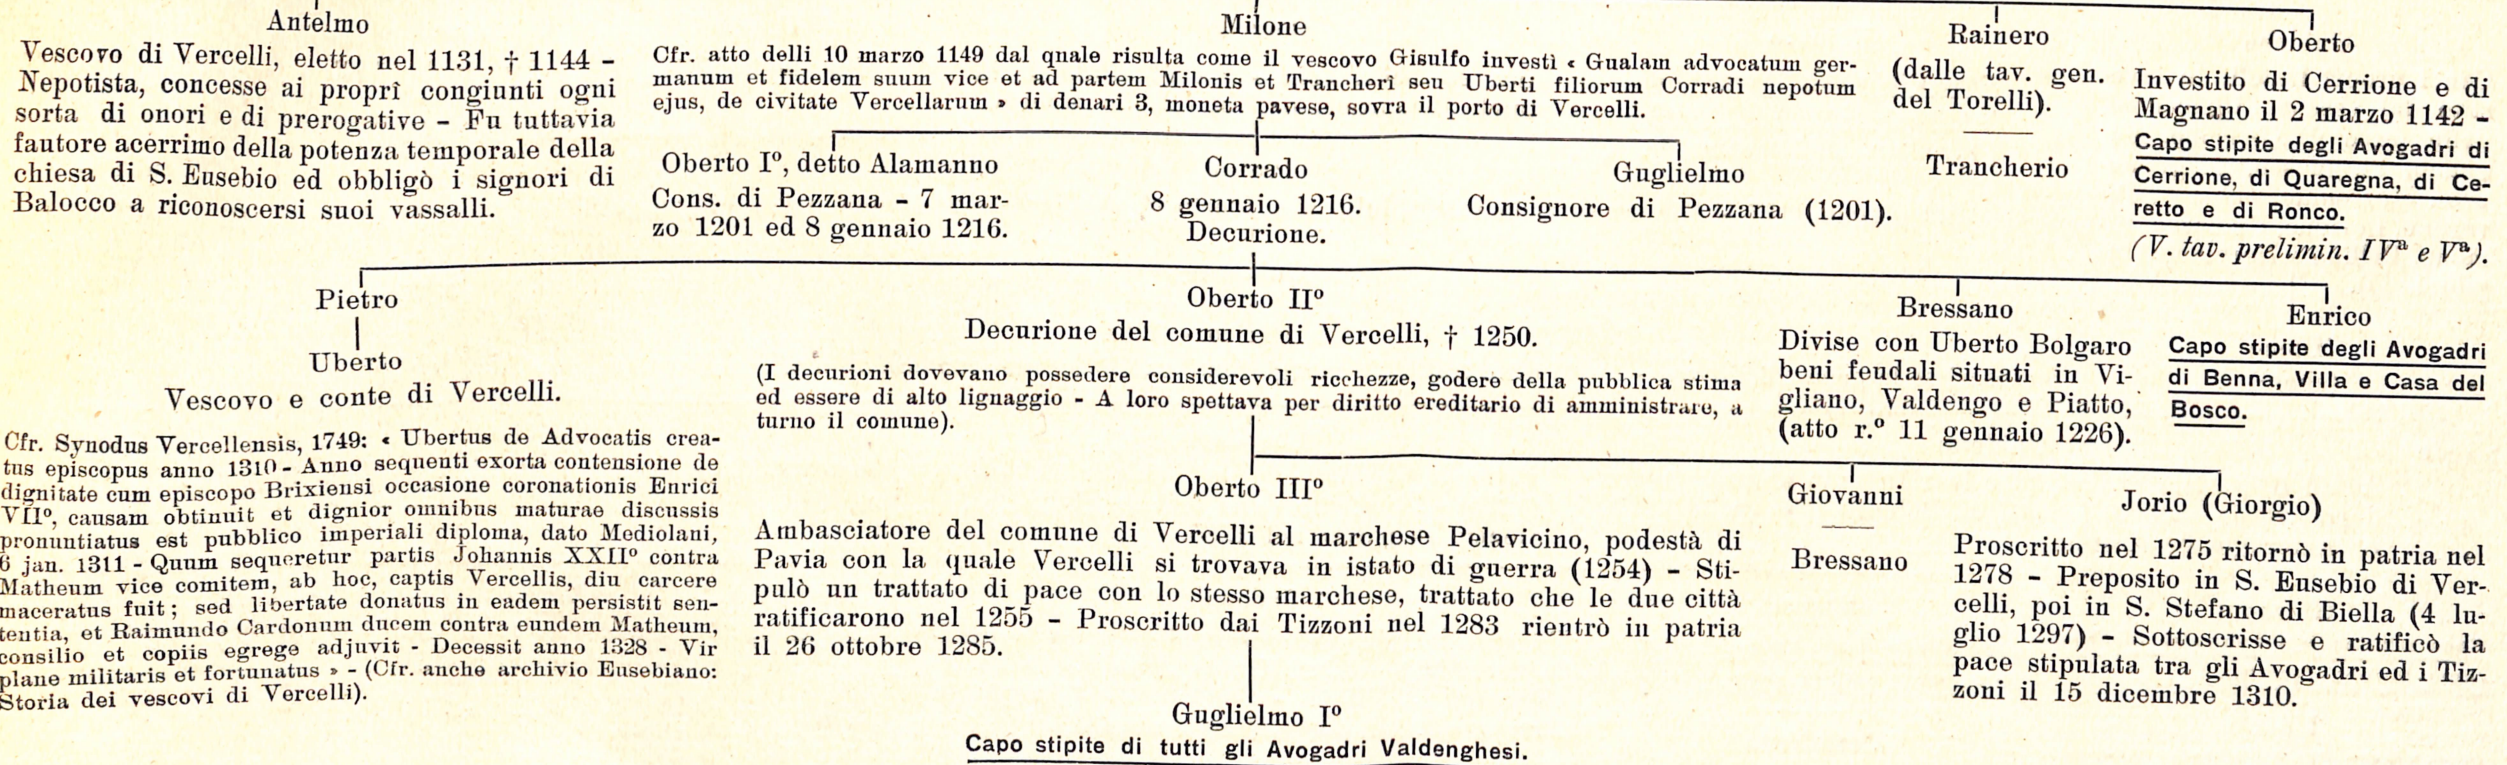 Antelmo
Vescovo di Vercelli, eletto nel 1131, † 1144 –
Nepotista, concesse ai proprî congiunti ogni
sorta di onori e di prerogative – Fu tuttavia
fautore acerrimo della potenza temporale della
chiesa di S. Eusebio ed obbligò i signori di
Balocco a riconoscersi suoi vassalli.
Milone
Cfr. atto delli 10 marzo 1149 dal quale risulta come il vescovo Gisulfo investì « Gualam advocatum ger-
manum et fidelem suum vice et ad partem Milonis et Trancherî seu Uberti filiorum Corradi nepotum
ejus, de civitate Vercellarum » di denari 3, moneta pavese, sovra il porto di Vercelli.
Rainero
(dalle tav. gen.
del Torelli).
Trancherio
Oberto
Investito di Cerrione e di
Magnano il 2 marzo 1142 –
Capo stipite degli Avogadri di
Cerrione, di Quaregna, di Ce-
retto e di Ronco.
(V. tav. prelimin. IVª e Vª).
Oberto Iº, detto Alamanno
Cons. di Pezzana – 7 mar-
zo 1201 ed 8 gennaio 1216.
Corrado
8 gennaio 1216.
Decurione.
Guglielmo
Consignore di Pezzana (1201).
Pietro
Uberto
Vescovo e conte di Vercelli.
Cfr. Synodus Vercellensis, 1749: « Ubertus de Advocatis crea-
tus episcopus anno 1310 – Anno sequenti exorta contensione de
dignitate cum episcopo Brixiensi occasione coronationis Enrici
VIIº, causam obtinuit et dignior omnibus maturae discussis
pronuntiatus est pubblico imperiali diploma, dato Mediolani,
6 jan. 1311 – Quum sequeretur partis Johannis XXIIº contra
Matheum vice comitem, ab hoc, captis Vercellis, diu carcere
maceratus fuit; sed libertate donatus in eadem persistit sen-
tentia, et Raimundo Cardonum ducem contra eundem Matheum,
consilio et copiis egrege adjuvit – Decessit anno 1328 – Vir
plane militaris et fortunatus » – (Cfr. anche archivio Eusebiano:
Storia dei vescovi di Vercelli).
Oberto IIº
Decurione del comune di Vercelli, † 1250.
(I decurioni dovevano possedere considerevoli ricchezze, godere della pubblica stima
ed essere di alto lignaggio – A loro spettava per diritto ereditario di amministrare, a
turno il comune).
Bressano
Divise con Uberto Bolgaro
beni feudali situati in Vi-
gliano, Valdengo e Piatto,
(atto r.º 11 gennaio 1226).
Enrico
Capo stipite degli Avogadri
di Benna, Villa e Casa del
Bosco.
Oberto IIIº
Ambasciatore del comune di Vercelli al marchese Pelavicino, podestà di
Pavia con la quale Vercelli si trovava in istato di guerra (1254) – Sti-
pulò un trattato di pace con lo stesso marchese, trattato che le due città
ratificarono nel 1255 – Proscritto dai Tizzoni nel 1283 rientrò in patria
il 26 ottobre 1285.
Giovanni
Bressano
Jorio (Giorgio)
Proscritto nel 1275 ritornò in patria nel
1278 – Preposito in S. Eusebio di Ver-
celli, poi in S. Stefano di Biella (4 lu-
glio 1297) – Sottoscrisse e ratificò la
pace stipulata tra gli Avogadri ed i Tiz-
zoni il 15 dicembre 1310.
Guglielmo Iº
Capo stipite di tutti gli Avogadri Valdenghesi.